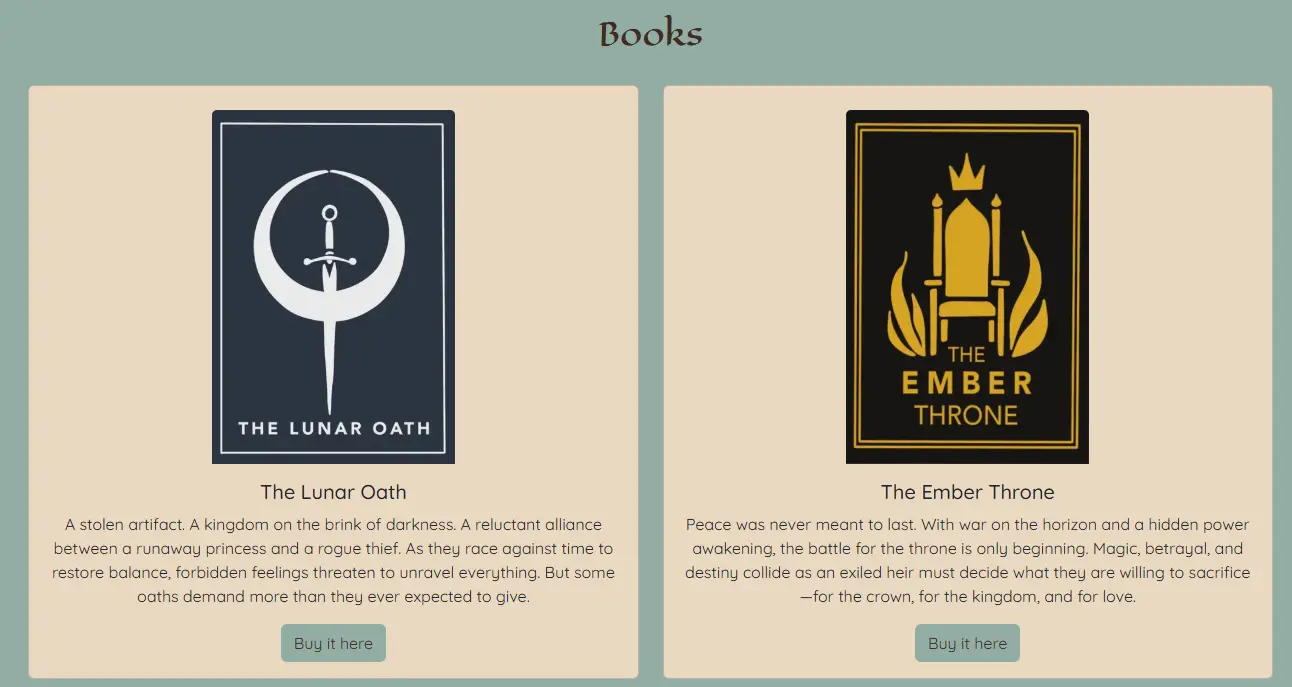 Books
THE LUNAR OATH
The Lunar Oath
A stolen artifact. A kingdom on the brink of darkness. A reluctant alliance
between a runaway princess and a rogue thief. As they race against time to
restore balance, forbidden feelings threaten to unravel everything. But some
oaths demand more than they ever expected to give.
Buy it here
THE
EMBER
THRONE
The Ember Throne
Peace was never meant to last. With war on the horizon and a hidden power
awakening, the battle for the throne is only beginning. Magic, betrayal, and
destiny collide as an exiled heir must decide what they are willing to sacrifice
—for the crown, for the kingdom, and for love.
Buy it here